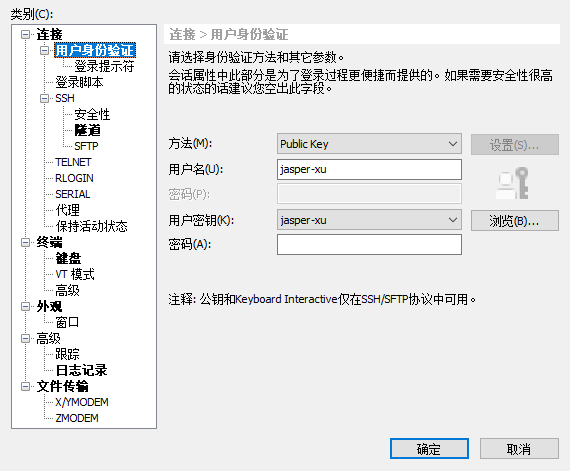 类别(C):
连接
用户身份验证
登录提示符
登录脚本
SSH
安全性
隧道
SFTP
TELNET
RLOGIN
SERIAL
代理
保持活动状态
终端
键盘
VT 模式
高级
外观
窗口
高级
跟踪
日志记录
文件传输
X/YMODEM
ZMODEM
连接 > 用户身份验证
请选择身份验证方法和其它参数。
会话属性中此部分是为了登录过程更便捷而提供的。如果需要安全性很高
的状态的话建议您空出此字段。
方法(M): Public Key 设置(S)...
用户名(U): jasper-xu
密码(P):
用户密钥(K): jasper-xu 浏览(B)...
密码(A):
注释: 公钥和Keyboard Interactive仅在SSH/SFTP协议中可用。
确定 取消